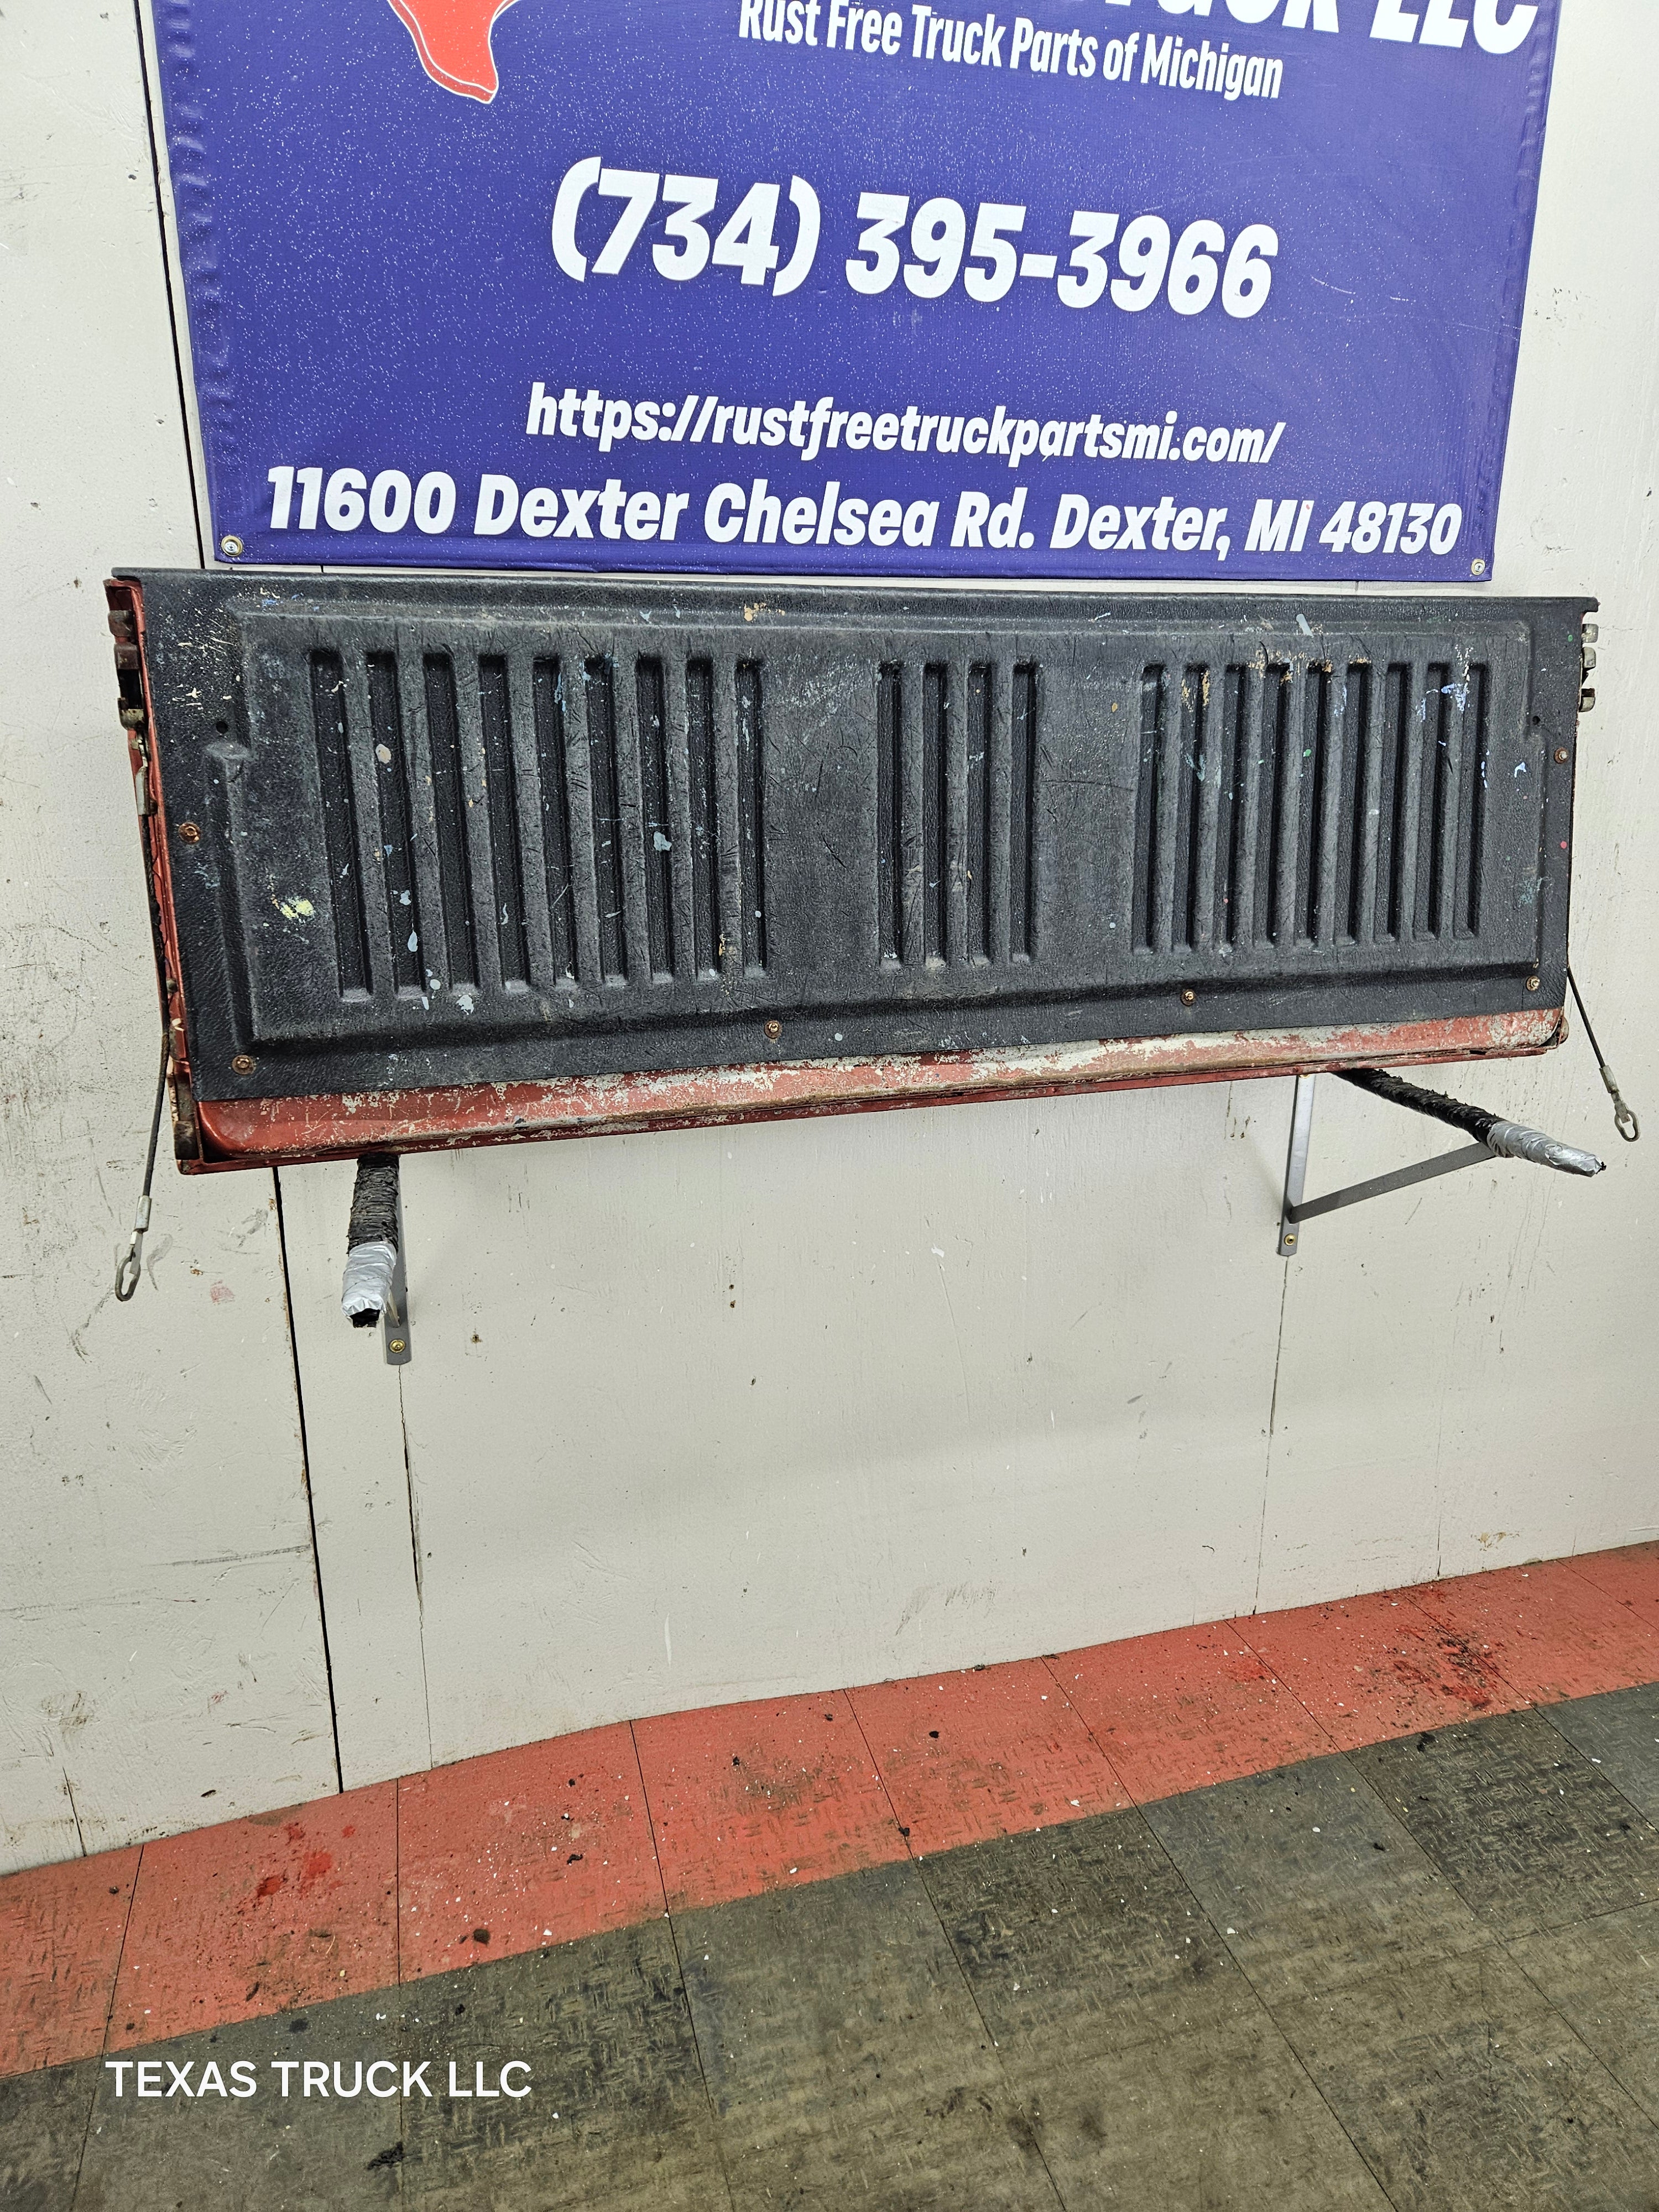 LLC
Rust Free Truck Parts of Michigan
(734) 395-3966
https://rustfreetruckpartsmi.com/
11600 Dexter Chelsea Rd. Dexter, MI 48130
TEXAS TRUCK LLC